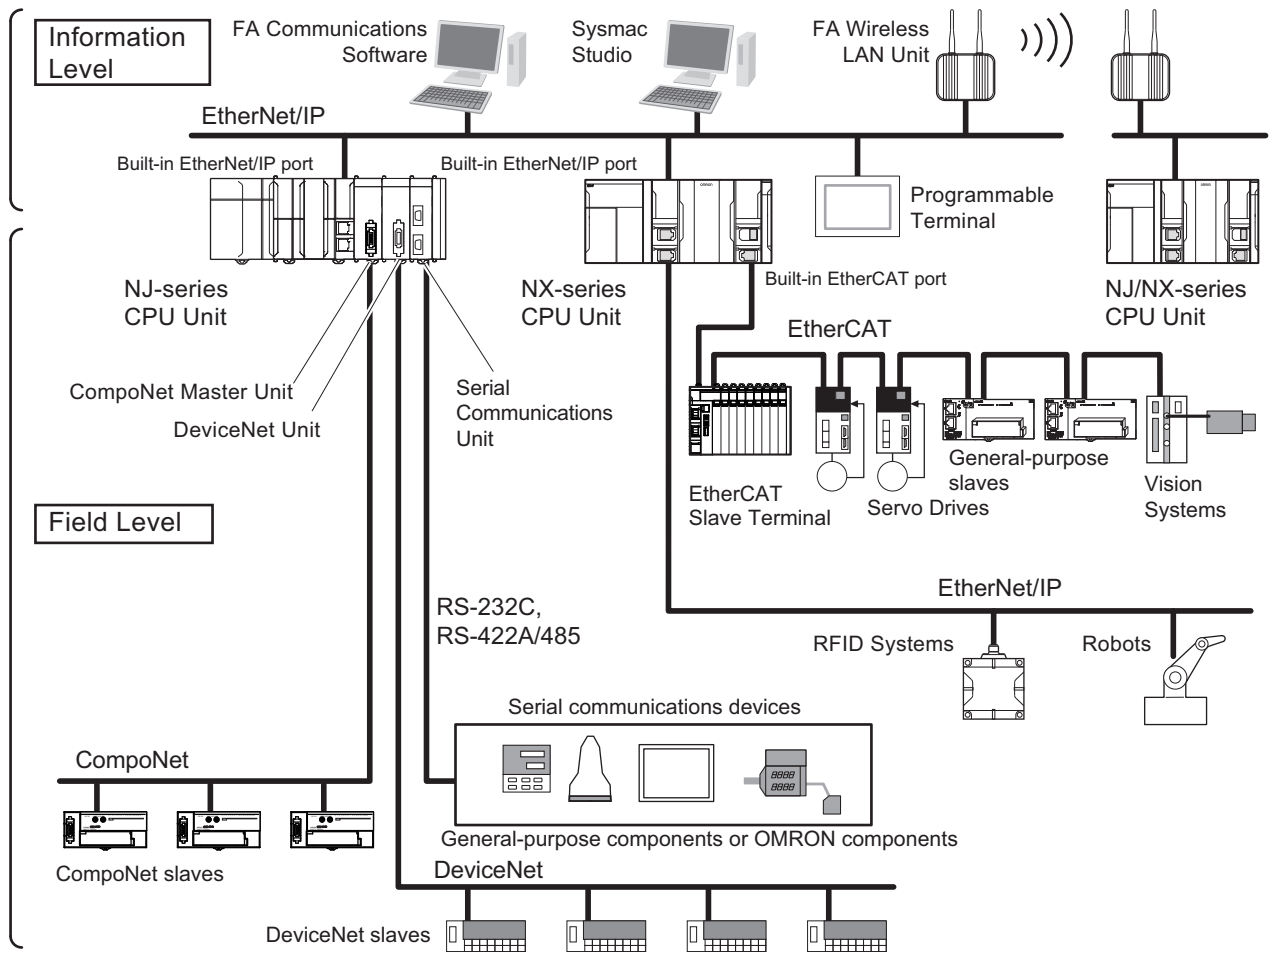 Information
Level
FA Communications
Software
Sysmac
Studio
FA Wireless
LAN Unit
EtherNet/IP
Built-in EtherNet/IP port
Built-in EtherNet/IP port
Programmable
Terminal
NJ-series
CPU Unit
NX-series
CPU Unit
Built-in EtherCAT port
NJ/NX-series
CPU Unit
EtherCAT
CompoNet Master Unit
DeviceNet Unit
Serial
Communications
Unit
General-purpose
slaves
EtherCAT
Slave Terminal
Servo Drives
Vision
Systems
Field Level
EtherNet/IP
RS-232C,
RS-422A/485
RFID Systems
Robots
Serial communications devices
CompoNet
8888
8888
General-purpose components or OMRON components
CompoNet slaves
DeviceNet
DeviceNet slaves